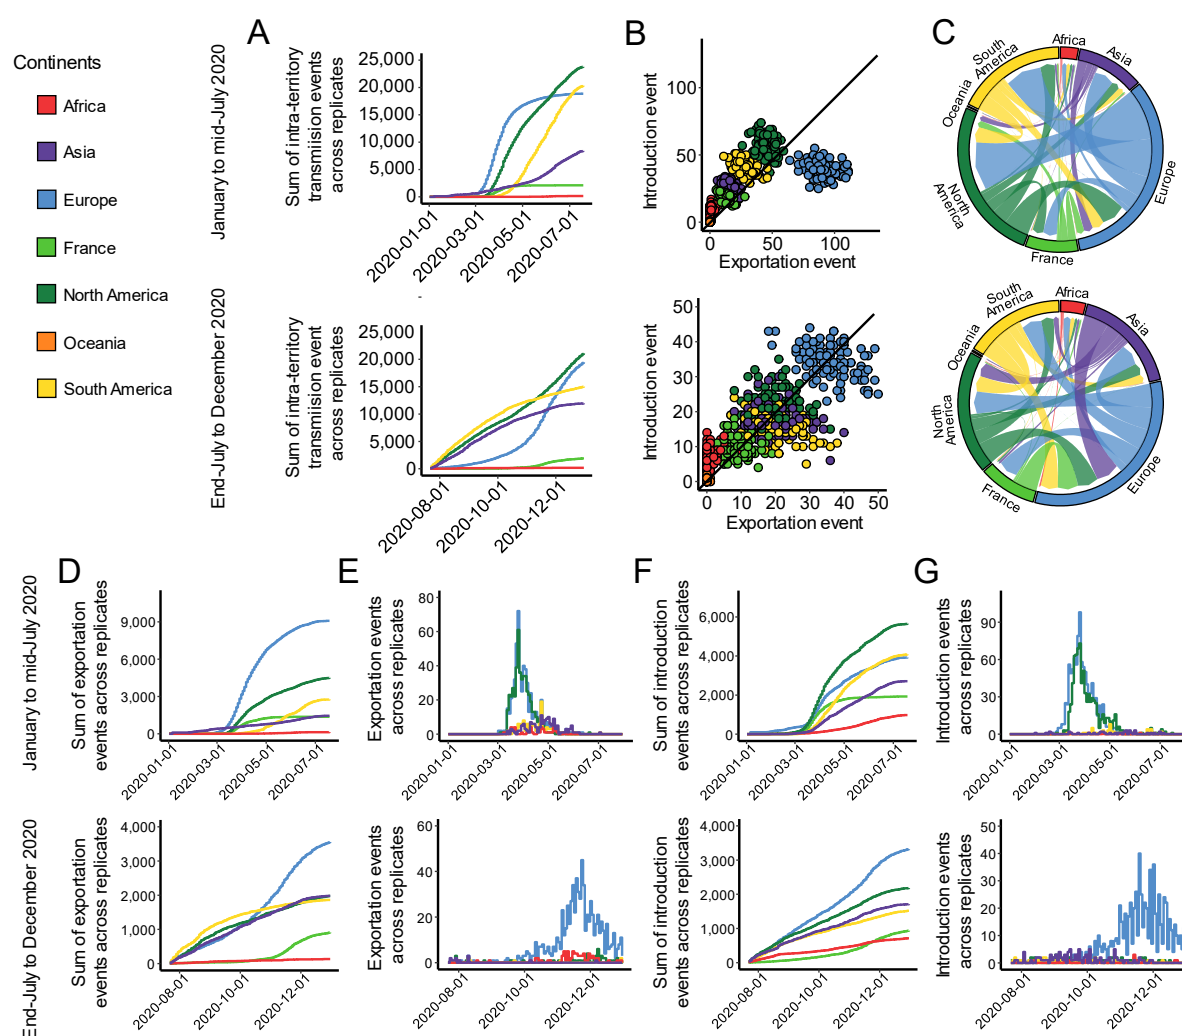 Continents
Africa
Asia
Europe
France
North America
Oceania
South America
January to mid-July 2020
End-July to December 2020
A
Sum of intra-territory
transmiission events
across replicates
25,000
20,000
15,000
10,000
5,000
0
2020-01-01
2020-03-01
2020-05-01
2020-07-01
Sum of intra-territory
transmiission event
across replicates
25,000
20,000
15,000
10,000
5,000
0
2020-08-01
2020-10-01
2020-12-01
B
Introduction event
100
50
0
0
50
100
Exportation event
Introduction event
50
40
30
20
10
0
0
10
20
30
40
50
Exportation event
C
Africa
Asia
Europe
France
North
America
Oceania
South
America
Africa
Asia
Europe
France
North
America
Oceania
South
America
January to mid-July 2020
End-July to December 2020
D
Sum of exportation
events across replicates
9,000
6,000
3,000
0
2020-01-01
2020-03-01
2020-05-01
2020-07-01
Sum of exportation
events across replicates
4,000
3,000
2,000
1,000
0
2020-08-01
2020-10-01
2020-12-01
E
Exportation events
across replicates
80
60
40
20
0
2020-01-01
2020-03-01
2020-05-01
2020-07-01
Exportation events
across replicates
60
40
20
0
2020-08-01
2020-10-01
2020-12-01
F
Sum of introduction
events across replicates
6,000
4,000
2,000
0
2020-01-01
2020-03-01
2020-05-01
2020-07-01
Sum of introduction
events across replicates
4,000
3,000
2,000
1,000
0
2020-08-01
2020-10-01
2020-12-01
G
Introduction events
across replicates
90
60
30
0
2020-01-01
2020-03-01
2020-05-01
2020-07-01
Introduction events
across replicates
50
40
30
20
10
0
2020-08-01
2020-10-01
2020-12-01